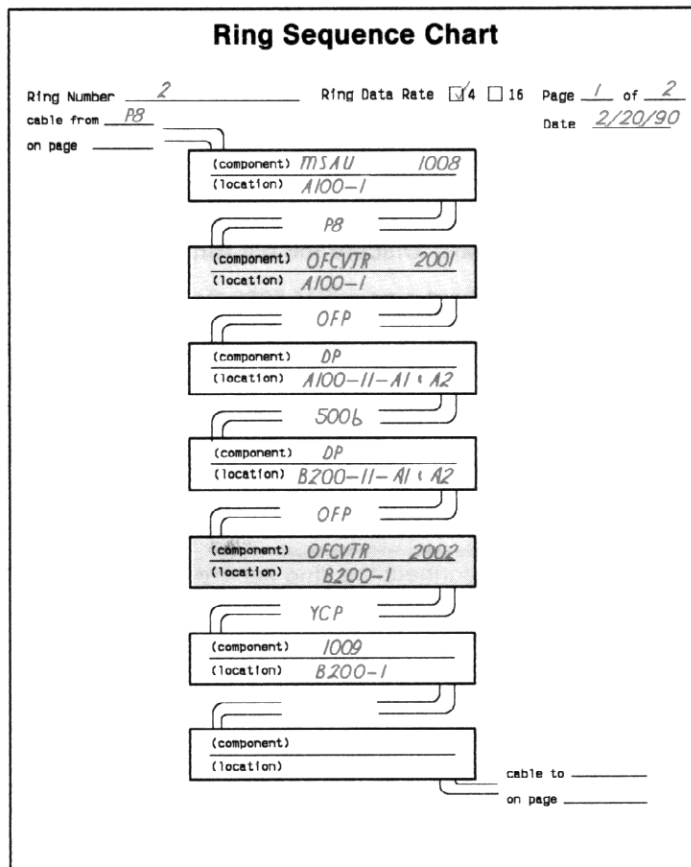 Ring Sequence Chart
Ring Number 2 Ring Data Rate ☑4 ☐16 Page 1 of 2
cable from P8 Date 2/20/90
on page
(component) MSAU 1008
(location) A100-1
P8
(component) OFCVTR 2001
(location) A100-1
OFP
(component) DP
(location) A100-11-A1 & A2
500b
(component) DP
(location) B200-11-A1 & A2
OFP
(component) OFCVTR 2002
(location) B200-1
YCP
(component) 1009
(location) B200-1
(component)
(location)
cable to
on page